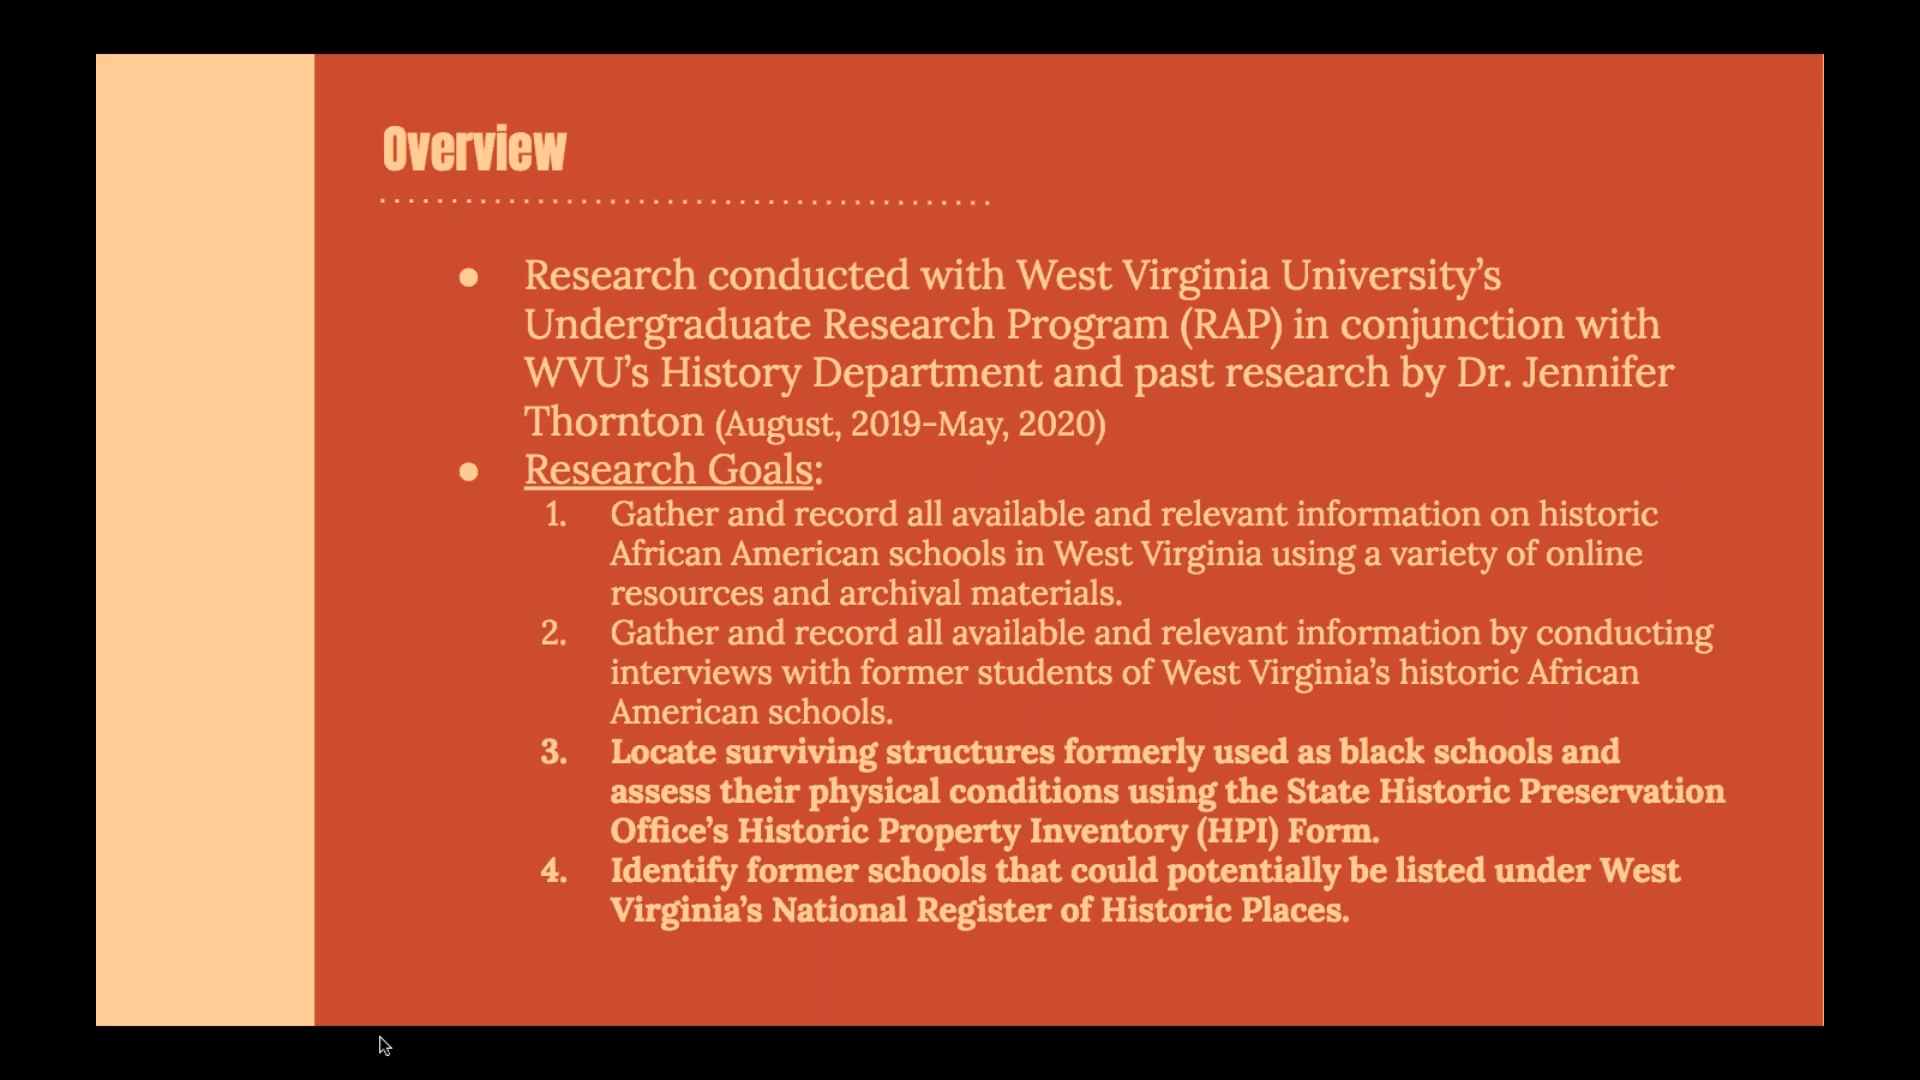 Overview
● Research conducted with West Virginia University’s
Undergraduate Research Program (RAP) in conjunction with
WVU’s History Department and past research by Dr. Jennifer
Thornton (August, 2019-May, 2020)
● Research Goals:
1. Gather and record all available and relevant information on historic
African American schools in West Virginia using a variety of online
resources and archival materials.
2. Gather and record all available and relevant information by conducting
interviews with former students of West Virginia’s historic African
American schools.
3. Locate surviving structures formerly used as black schools and
assess their physical conditions using the State Historic Preservation
Office’s Historic Property Inventory (HPI) Form.
4. Identify former schools that could potentially be listed under West
Virginia’s National Register of Historic Places.